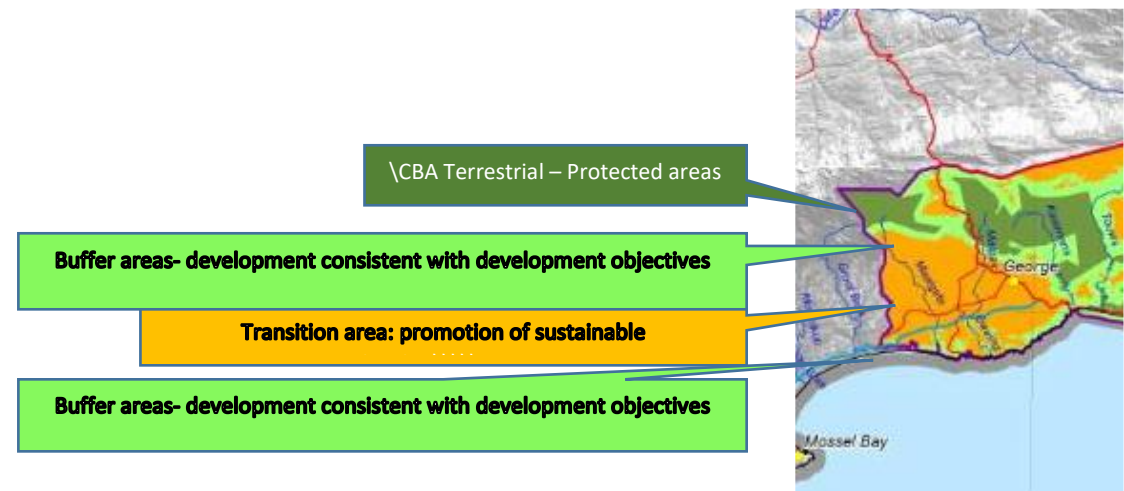 \CBA Terrestrial – Protected areas
Buffer areas- development consistent with development objectives
Transition area: promotion of sustainable
Buffer areas- development consistent with development objectives
George
Touws
Mossel Bay